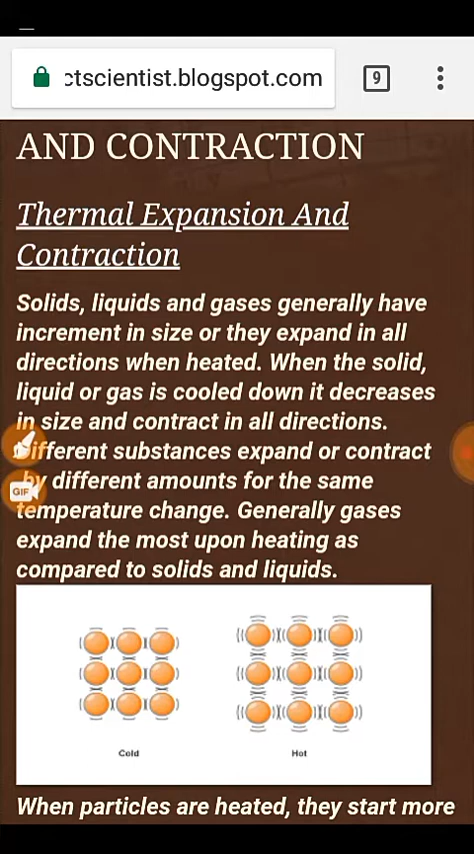 ctscientist.blogspot.com
9
AND CONTRACTION
Thermal Expansion And
Contraction
Solids, liquids and gases generally have
increment in size or they expand in all
directions when heated. When the solid,
liquid or gas is cooled down it decreases
in size and contract in all directions.
Different substances expand or contract
by different amounts for the same
temperature change. Generally gases
expand the most upon heating as
compared to solids and liquids.
GIF
Cold
Hot
When particles are heated, they start more